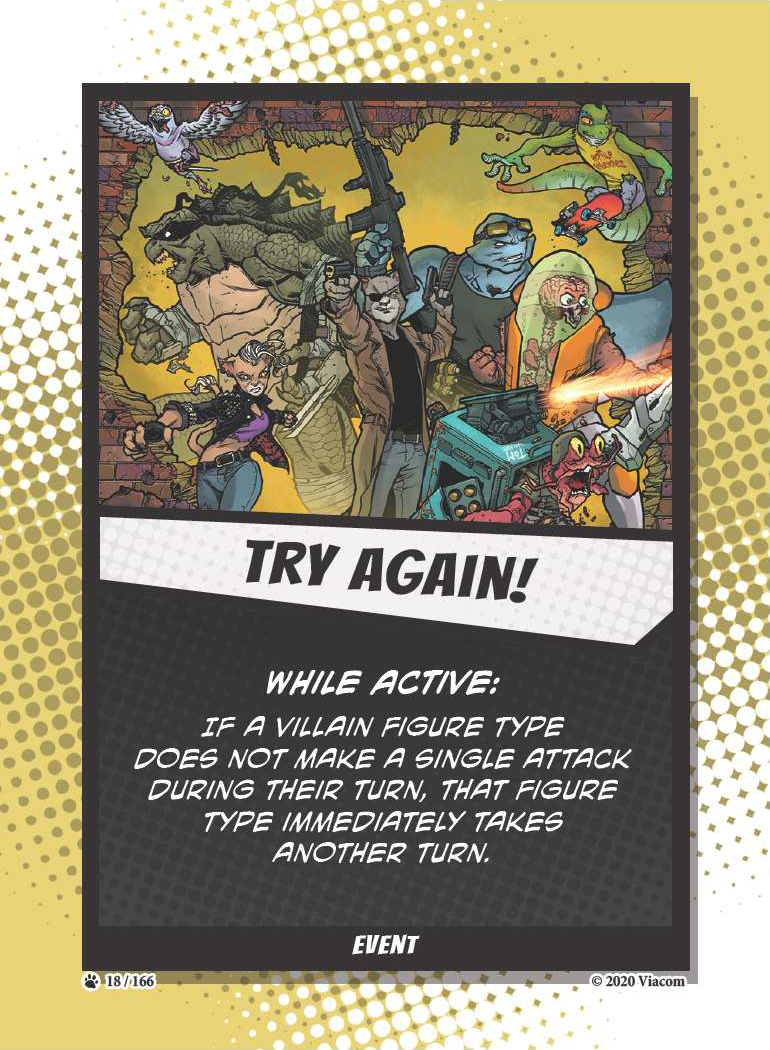 TRY AGAIN!
WHILE ACTIVE:
IF A VILLAIN FIGURE TYPE
DOES NOT MAKE A SINGLE ATTACK
DURING THEIR TURN, THAT FIGURE
TYPE IMMEDIATELY TAKES
ANOTHER TURN.
EVENT
18 / 166
© 2020 Viacom